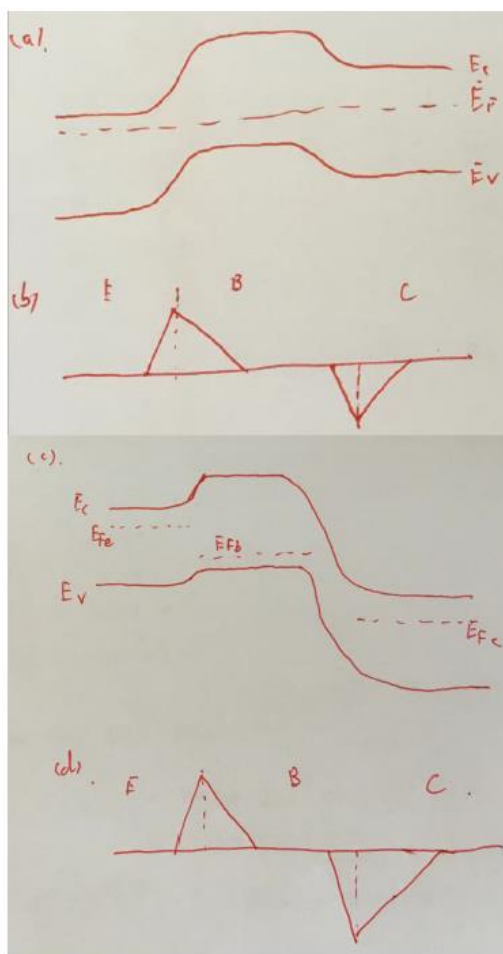 (a).
Ec
EF
Ev
(b) E B C
(c).
Ec
EFe EFb
Ev
EFc
(d). E B C.